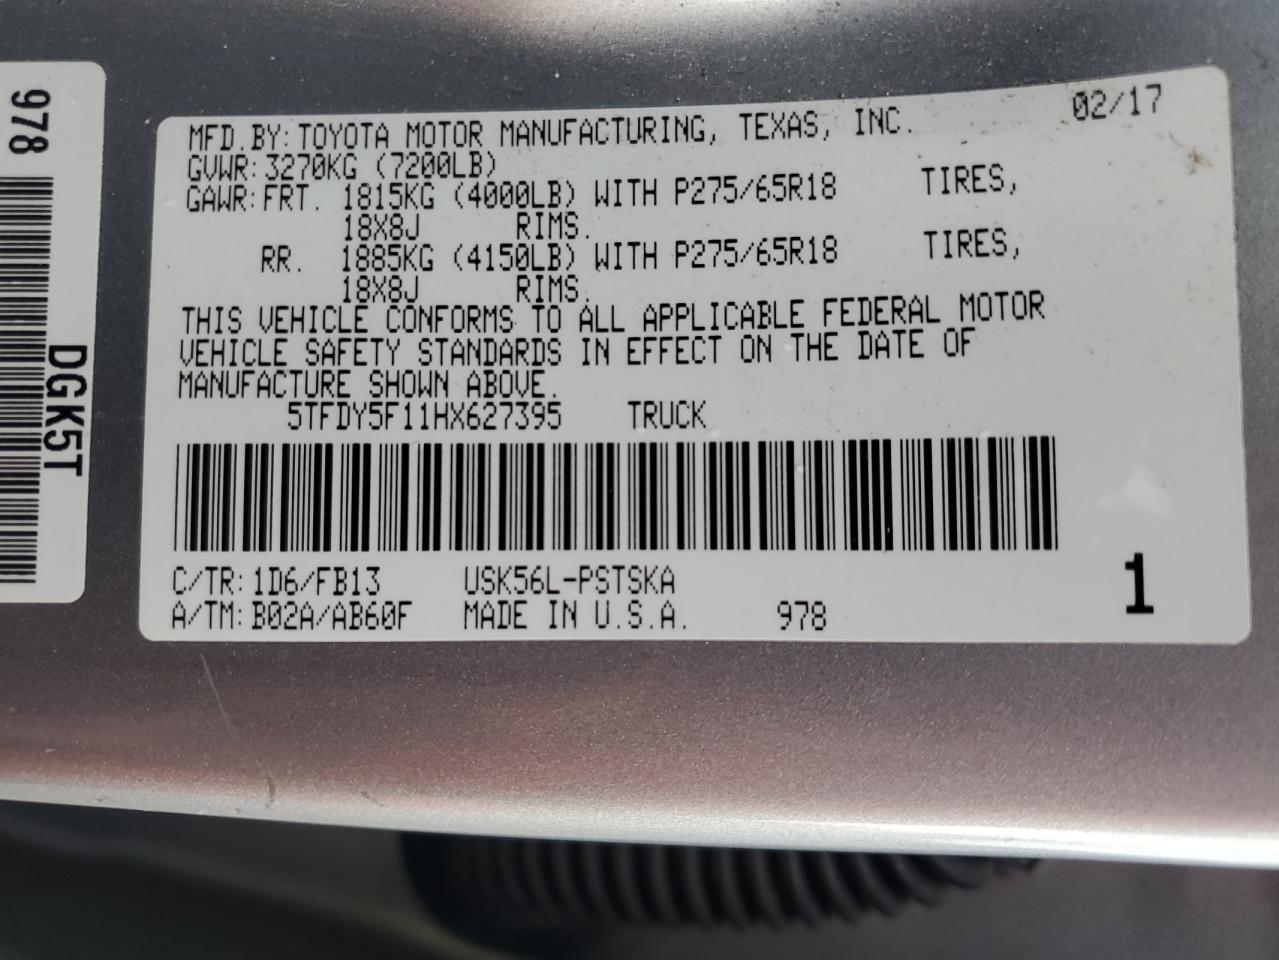 978
DGK5T
MFD.BY:TOYOTA MOTOR MANUFACTURING, TEXAS, INC. 02/17
GVWR:3270KG (7200LB)
GAWR:FRT. 1815KG (4000LB) WITH P275/65R18 TIRES,
18X8J RIMS.
RR. 1885KG (4150LB) WITH P275/65R18 TIRES,
18X8J RIMS.
THIS VEHICLE CONFORMS TO ALL APPLICABLE FEDERAL MOTOR
VEHICLE SAFETY STANDARDS IN EFFECT ON THE DATE OF
MANUFACTURE SHOWN ABOVE.
5TFDY5F11HX627395 TRUCK
C/TR:1D6/FB13 USK56L-PSTSKA
A/TM:B02A/AB60F MADE IN U.S.A. 978 1